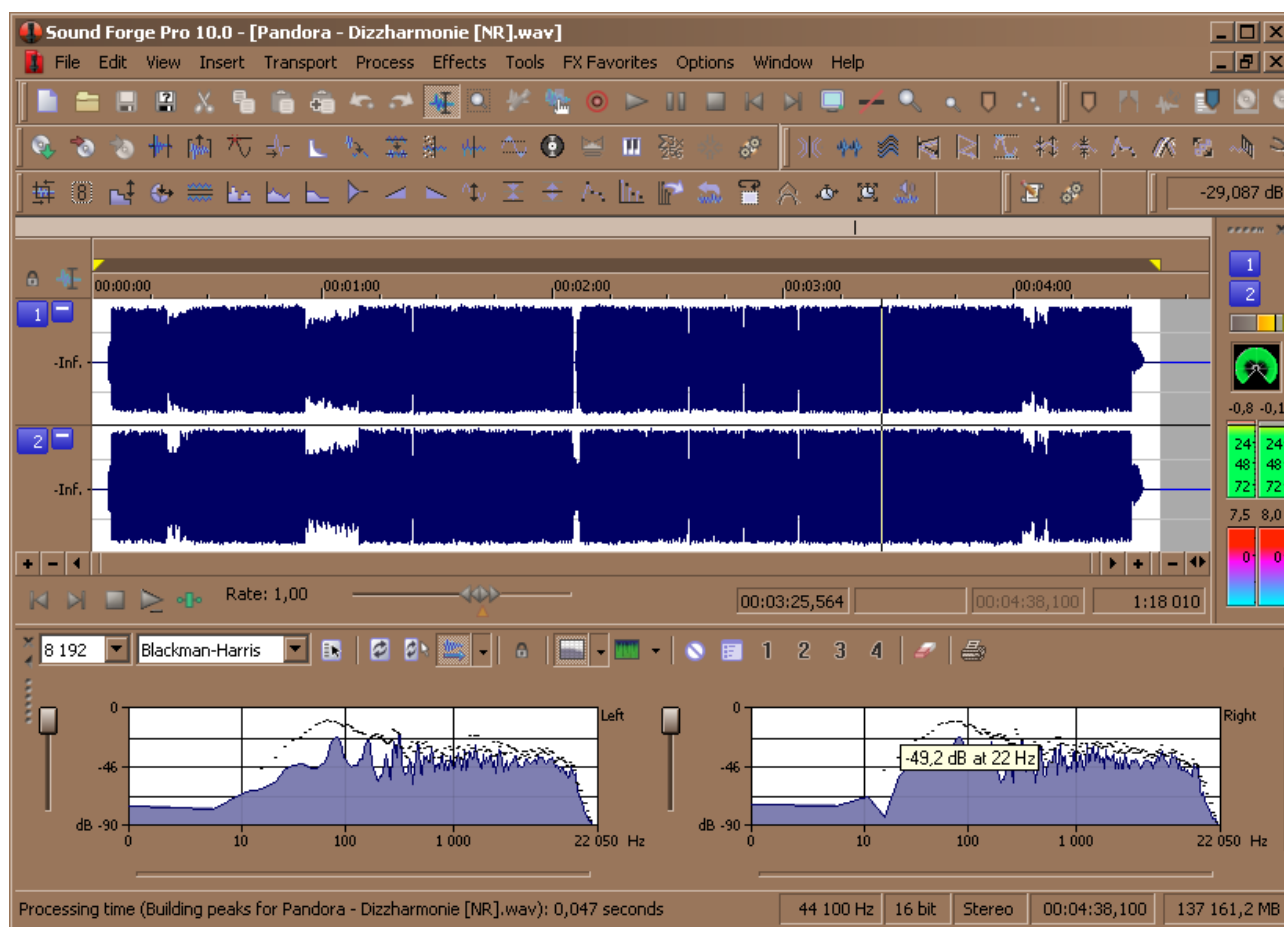 Sound Forge Pro 10.0 - [Pandora - Dizzharmonie [NR].wav]
File Edit View Insert Transport Process Effects Tools FX Favorites Options Window Help
8
-29,087 dB
00:00:00 00:01:00 00:02:00 00:03:00 00:04:00
1
2
1
-Inf.
-0,8 -0,1
2
24 24
48 48
72 72
-Inf.
7,5 8,0
0 0
Rate: 1,00
00:03:25,564 00:04:38,100 1:18 010
8 192 Blackman-Harris 1 2 3 4
0 Left 0 Right
-49,2 dB at 22 Hz
-46 -46
dB -90 dB -90
0 10 100 1 000 22 050 Hz 0 10 100 1 000 22 050 Hz
Processing time (Building peaks for Pandora - Dizzharmonie [NR].wav): 0,047 seconds 44 100 Hz 16 bit Stereo 00:04:38,100 137 161,2 MB